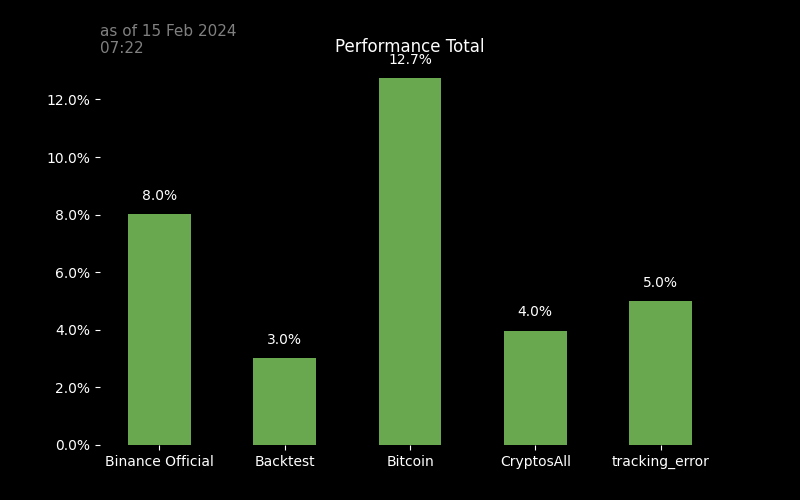 as of 15 Feb 2024
07:22
Performance Total
12.7%
12.0%
10.0%
8.0%
8.0%
6.0%
5.0%
4.0%
4.0%
3.0%
2.0%
0.0%
Binance Official
Backtest
Bitcoin
CryptosAll
tracking_error